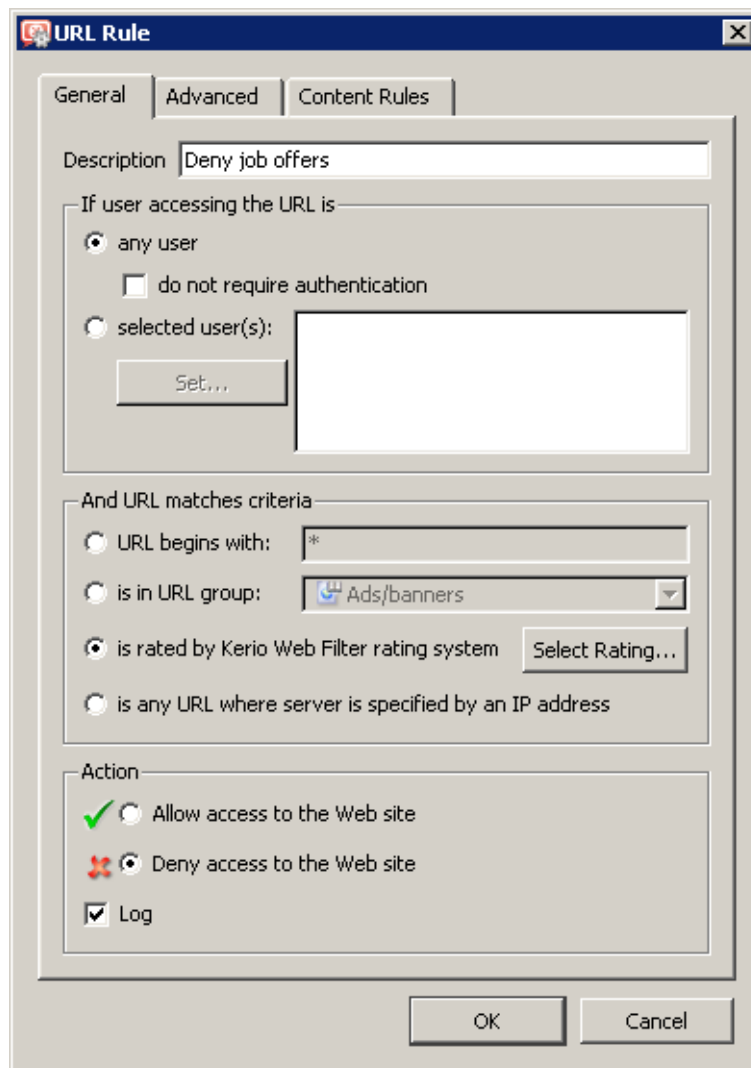 URL Rule
General Advanced Content Rules
Description Deny job offers
If user accessing the URL is
any user
do not require authentication
selected user(s):
Set...
And URL matches criteria
URL begins with: *
is in URL group: Ads/banners
is rated by Kerio Web Filter rating system Select Rating...
is any URL where server is specified by an IP address
Action
Allow access to the Web site
Deny access to the Web site
Log
OK Cancel